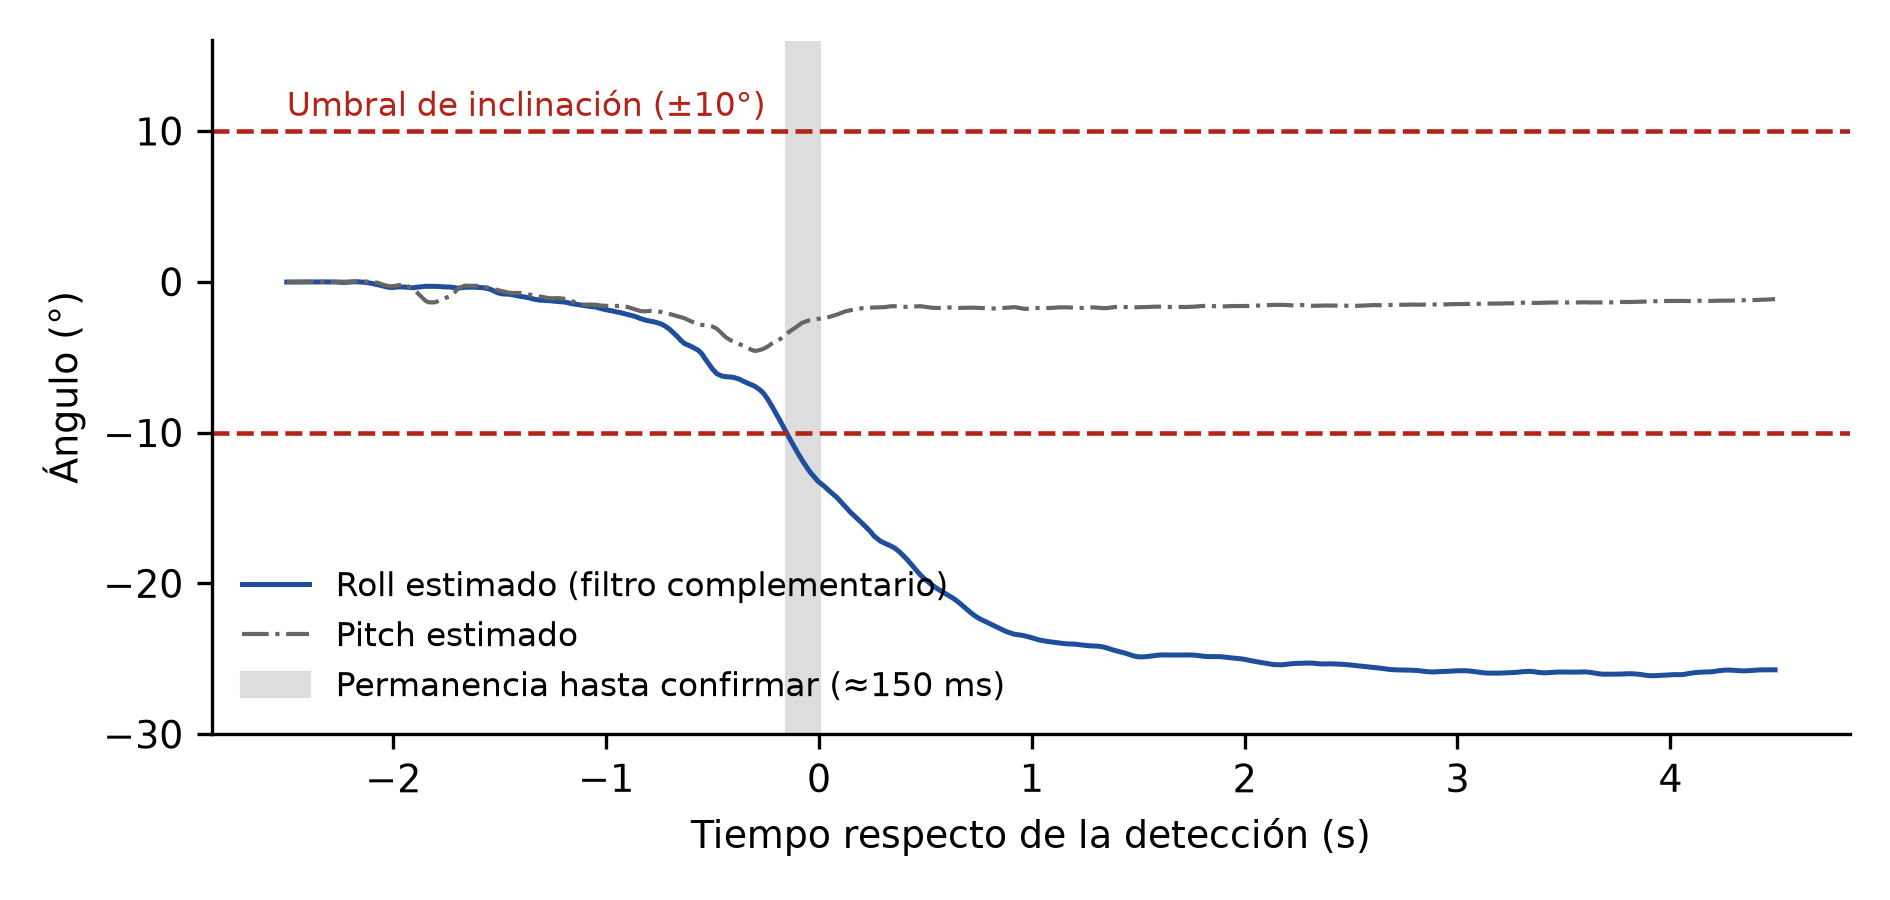 Umbral de inclinación (±10°)
10
0
−10
−20
−30
Ángulo (°)
Roll estimado (filtro complementario)
Pitch estimado
Permanencia hasta confirmar (≈150 ms)
−2 −1 0 1 2 3 4
Tiempo respecto de la detección (s)